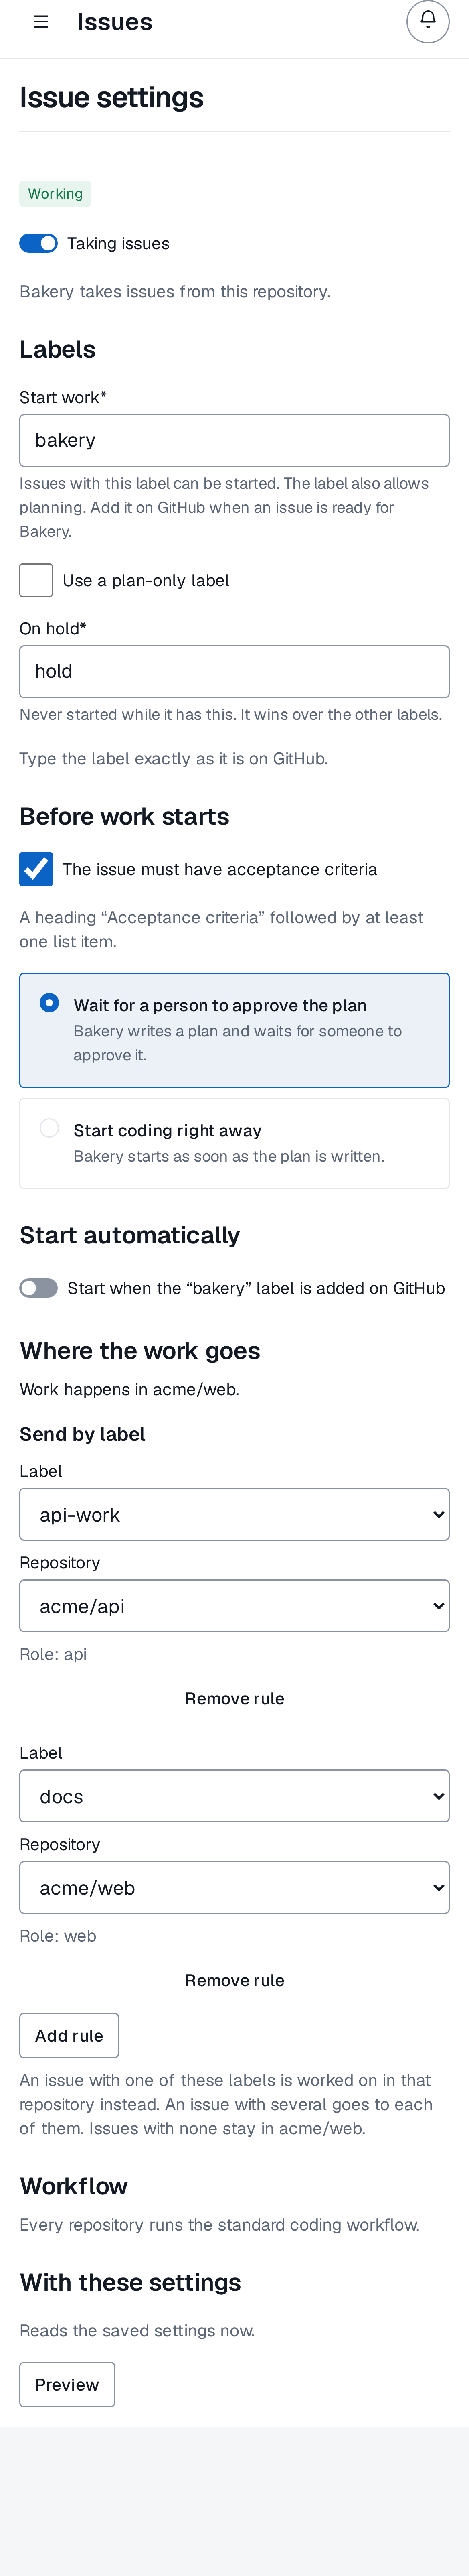 Issues
Issue settings
Working
Taking issues
Bakery takes issues from this repository.
Labels
Start work*
bakery
Issues with this label can be started. The label also allows
planning. Add it on GitHub when an issue is ready for
Bakery.
Use a plan-only label
On hold*
hold
Never started while it has this. It wins over the other labels.
Type the label exactly as it is on GitHub.
Before work starts
The issue must have acceptance criteria
A heading “Acceptance criteria” followed by at least
one list item.
Wait for a person to approve the plan
Bakery writes a plan and waits for someone to
approve it.
Start coding right away
Bakery starts as soon as the plan is written.
Start automatically
Start when the “bakery” label is added on GitHub
Where the work goes
Work happens in acme/web.
Send by label
Label
api-work
Repository
acme/api
Role: api
Remove rule
Label
docs
Repository
acme/web
Role: web
Remove rule
Add rule
An issue with one of these labels is worked on in that
repository instead. An issue with several goes to each
of them. Issues with none stay in acme/web.
Workflow
Every repository runs the standard coding workflow.
With these settings
Reads the saved settings now.
Preview